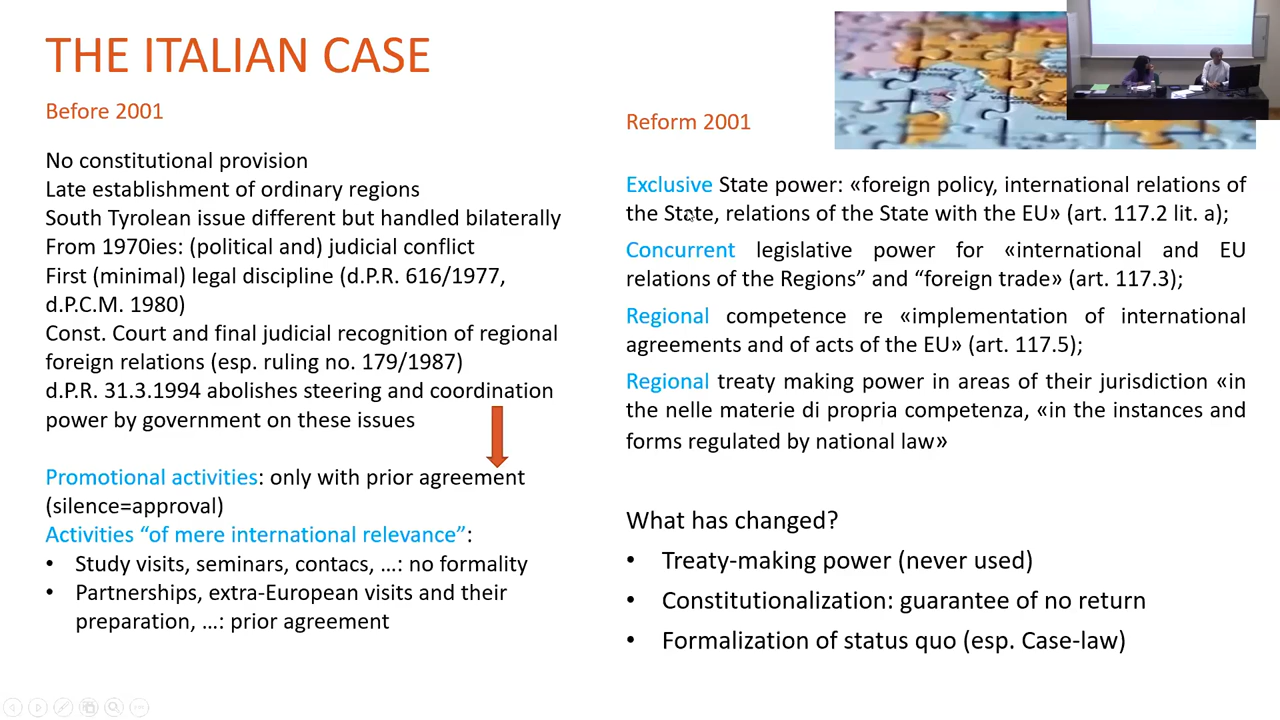 THE ITALIAN CASE
Before 2001
No constitutional provision
Late establishment of ordinary regions
South Tyrolean issue different but handled bilaterally
From 1970ies: (political and) judicial conflict
First (minimal) legal discipline (d.P.R. 616/1977,
d.P.C.M. 1980)
Const. Court and final judicial recognition of regional
foreign relations (esp. ruling no. 179/1987)
d.P.R. 31.3.1994 abolishes steering and coordination
power by government on these issues
Promotional activities: only with prior agreement
(silence=approval)
Activities “of mere international relevance”:
• Study visits, seminars, contacs, …: no formality
• Partnerships, extra-European visits and their
preparation, …: prior agreement
Reform 2001
Exclusive State power: «foreign policy, international relations of
the State, relations of the State with the EU» (art. 117.2 lit. a);
Concurrent legislative power for «international and EU
relations of the Regions” and “foreign trade» (art. 117.3);
Regional competence re «implementation of international
agreements and of acts of the EU» (art. 117.5);
Regional treaty making power in areas of their jurisdiction «in
the nelle materie di propria competenza, «in the instances and
forms regulated by national law»
What has changed?
• Treaty-making power (never used)
• Constitutionalization: guarantee of no return
• Formalization of status quo (esp. Case-law)